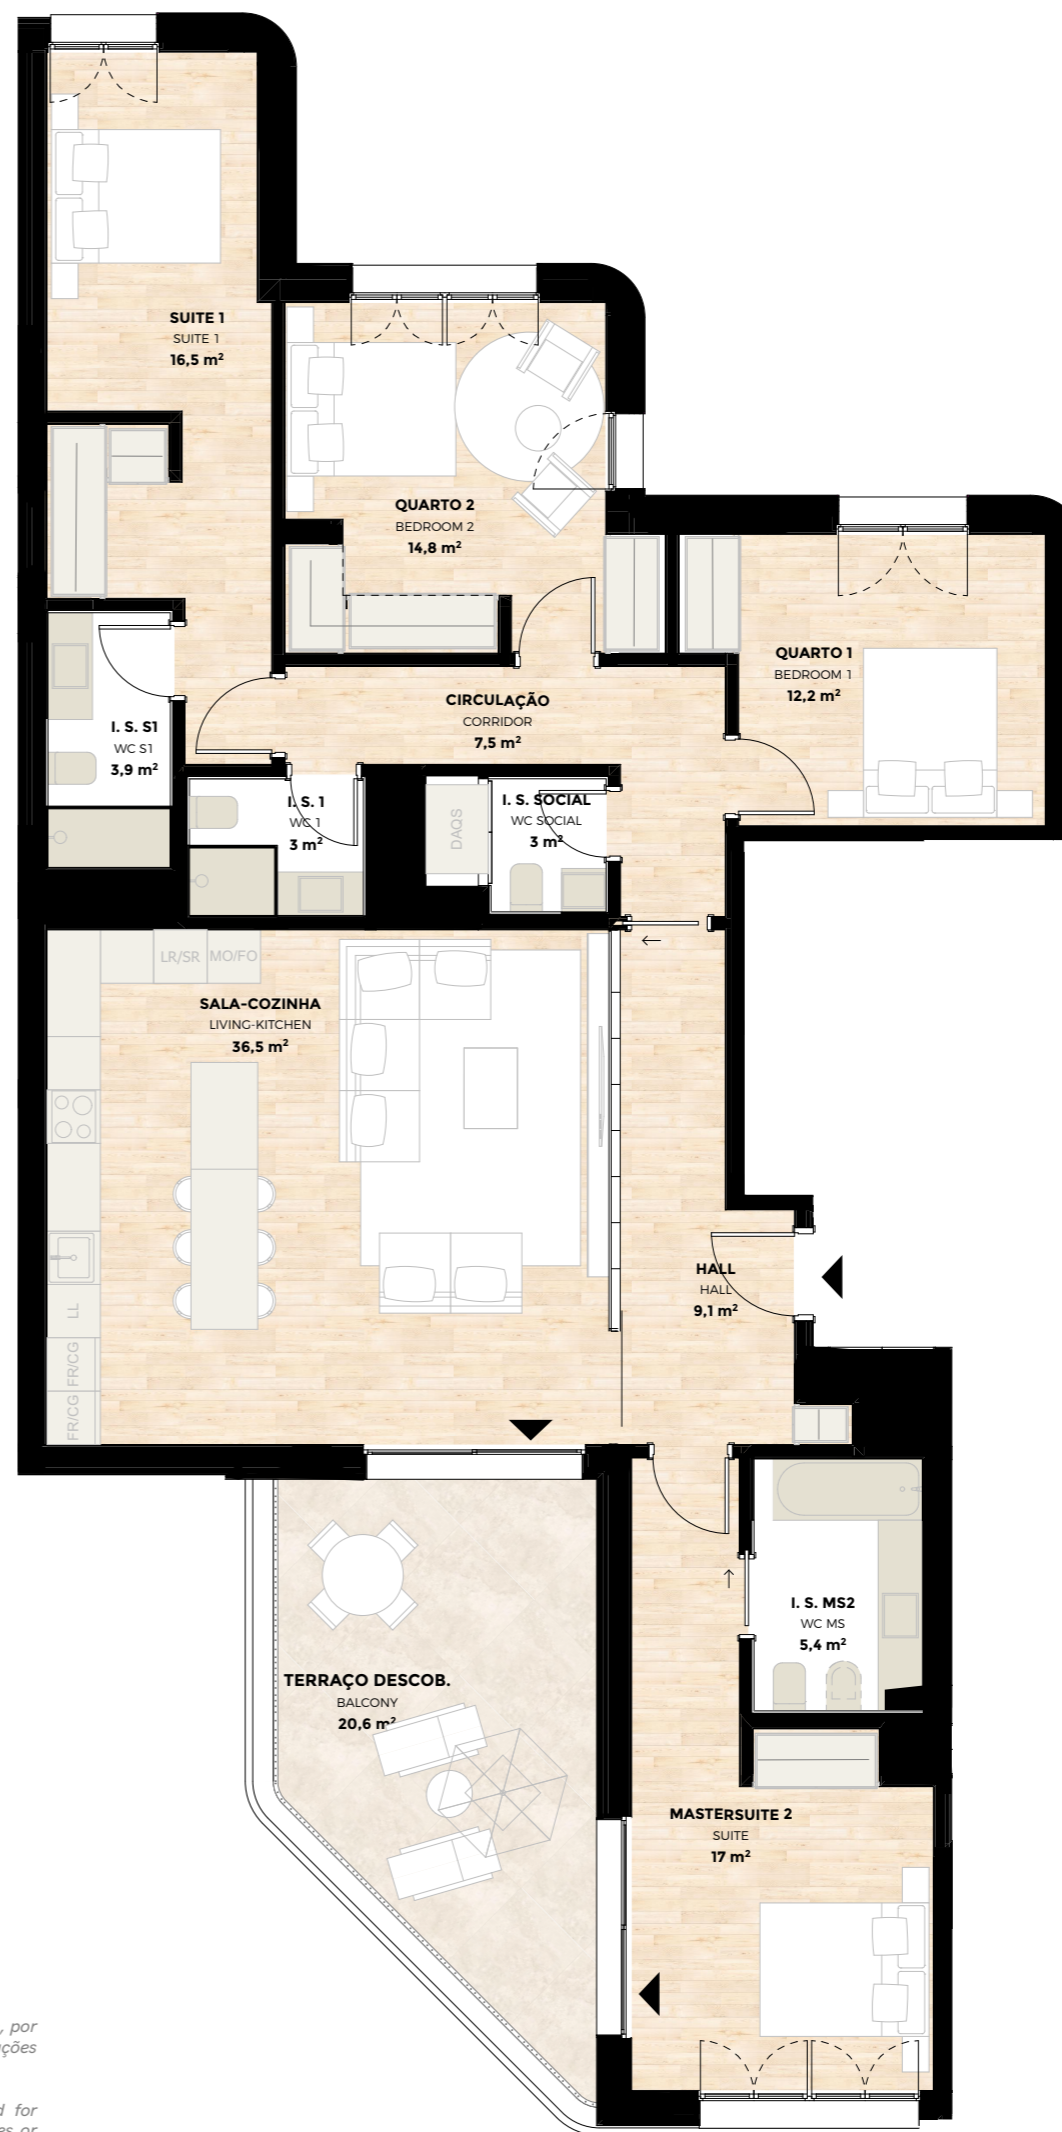 SUITE 1
SUITE 1
16,5 m²
QUARTO 2
BEDROOM 2
14,8 m²
QUARTO 1
BEDROOM 1
12,2 m²
CIRCULAÇÃO
CORRIDOR
7,5 m²
I. S. S1
WC S1
3,9 m²
I. S. 1
WC 1
3 m²
DAQS
I. S. SOCIAL
WC SOCIAL
3 m²
LR/SR
MO/FO
SALA-COZINHA
LIVING-KITCHEN
36,5 m²
LL
FR/CG
FR/CG
HALL
HALL
9,1 m²
I. S. MS2
WC MS
5,4 m²
TERRAÇO DESCOB.
BALCONY
20,6 m²
MASTERSUITE 2
SUITE
17 m²
, por
ções
for
es or